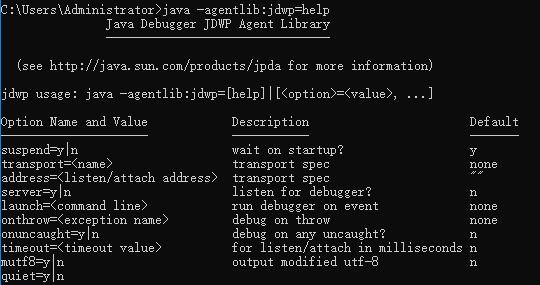 C:\Users\Administrator>java -agentlib:jdwp=help
Java Debugger JDWP Agent Library
(see http://java.sun.com/products/jpda for more information)
jdwp usage: java -agentlib:jdwp=[help]|[<option>=<value>, ...]
Option Name and Value Description Default
suspend=y|n wait on startup? y
transport=<name> transport spec none
address=<listen/attach address> transport spec ""
server=y|n listen for debugger? n
launch=<command line> run debugger on event none
onthrow=<exception name> debug on throw none
onuncaught=y|n debug on any uncaught? n
timeout=<timeout value> for listen/attach in milliseconds n
mutf8=y|n output modified utf-8 n
quiet=y|n